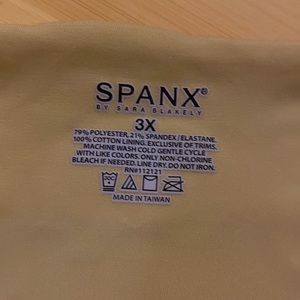 SPANX®
BY SARA BLAKELY
3X
79% POLYESTER, 21% SPANDEX/ELASTANE.
100% COTTON LINING. EXCLUSIVE OF TRIMS.
MACHINE WASH COLD GENTLE CYCLE
WITH LIKE COLORS. ONLY NON-CHLORINE
BLEACH IF NEEDED. LINE DRY. DO NOT IRON.
RN#112121
MADE IN TAIWAN